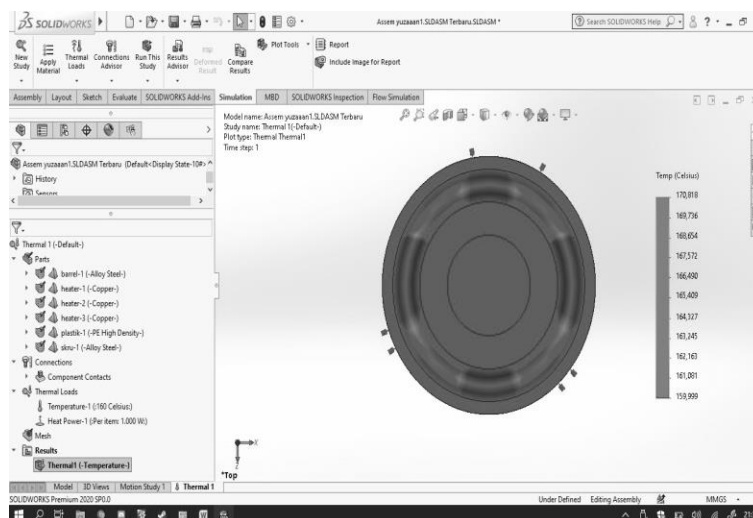 SOLIDWORKS
Assem yuzaaan1.SLDASM Terbaru.SLDASM *
Search SOLIDWORKS Help
New Study
Apply Material
Thermal Loads
Connections Advisor
Run This Study
Results Advisor
Deformed Result
Compare Results
Plot Tools
Report
Include Image for Report
Assembly Layout Sketch Evaluate SOLIDWORKS Add-Ins Simulation MBD SOLIDWORKS Inspection Flow Simulation
Model name: Assem yuzaaan1.SLDASM Terbaru
Study name: Thermal 1(-Default-)
Plot type: Thermal Thermal1
Time step: 1
Assem yuzaaan1.SLDASM Terbaru (Default<Display State-10#>
History
Sensors
Thermal 1 (-Default-)
Parts
barrel-1 (-Alloy Steel-)
heater-1 (-Copper-)
heater-2 (-Copper-)
heater-3 (-Copper-)
plastik-1 (-PE High Density-)
skru-1 (-Alloy Steel-)
Connections
Component Contacts
Thermal Loads
Temperature-1 (:160 Celsius:)
Heat Power-1 (:Per item: 1.000 W:)
Mesh
Results
Thermal1 (-Temperature-)
Temp (Celsius)
170,818
169,736
168,654
167,572
166,490
165,409
164,327
163,245
162,163
161,081
159,999
x
*Top
Model 3D Views Motion Study 1 Thermal 1
SOLIDWORKS Premium 2020 SP0.0
Under Defined Editing Assembly MMGS